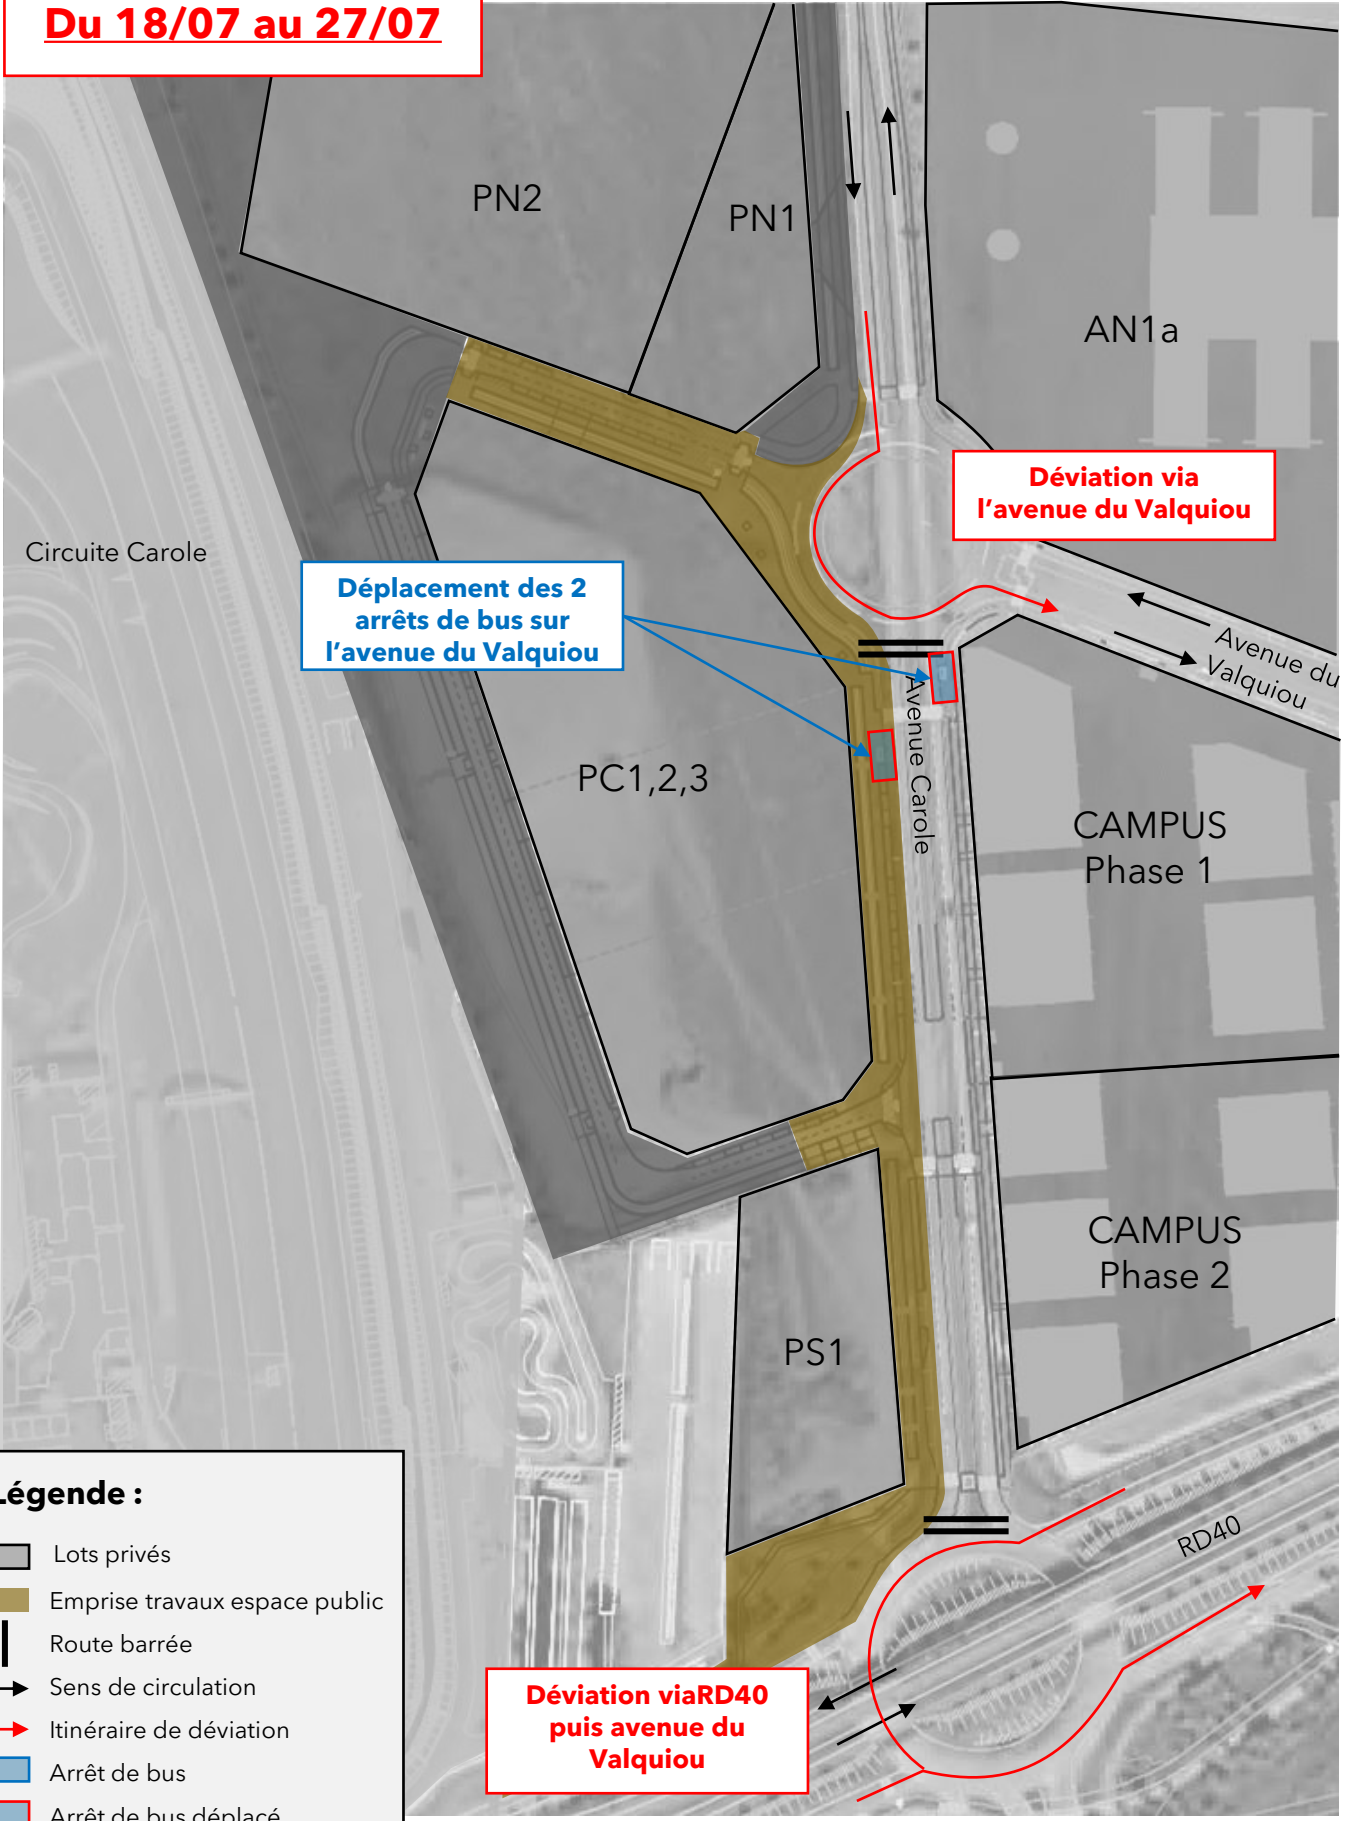 Du 18/07 au 27/07
PN2
PN1
AN1a
Déviation via
l'avenue du Valquiou
Circuite Carole
Déplacement des 2
arrêts de bus sur
l'avenue du Valquiou
Avenue du
Valquiou
Avenue Carole
PC1,2,3
CAMPUS
Phase 1
CAMPUS
Phase 2
PS1
RD40
Déviation viaRD40
puis avenue du
Valquiou
Légende :
Lots privés
Emprise travaux espace public
Route barrée
Sens de circulation
Itinéraire de déviation
Arrêt de bus
Arrêt de bus déplacé